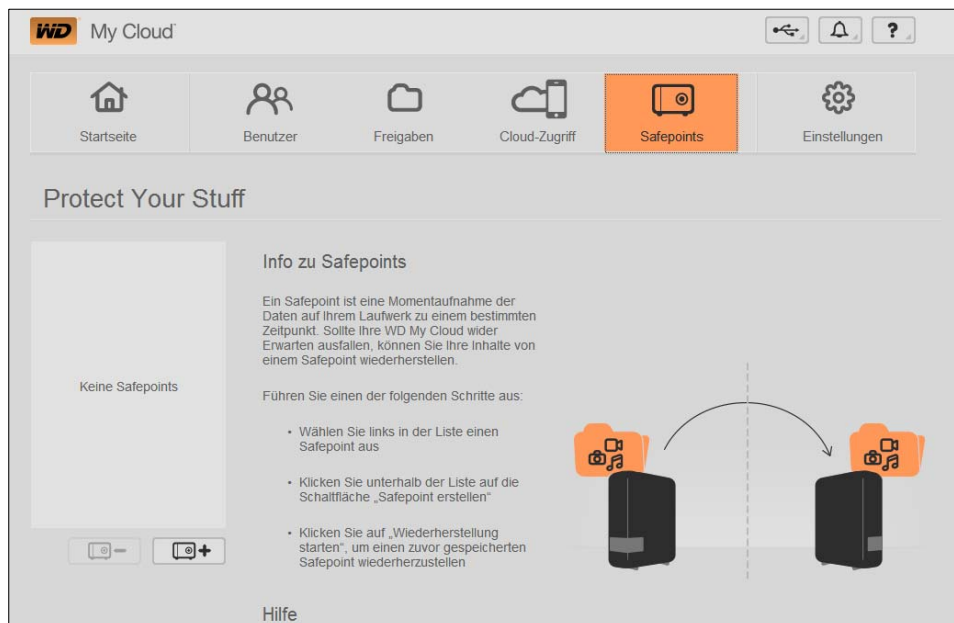 WD My Cloud
?
Startseite
Benutzer
Freigaben
Cloud-Zugriff
Safepoints
Einstellungen
Protect Your Stuff
Keine Safepoints
Info zu Safepoints
Ein Safepoint ist eine Momentaufnahme der
Daten auf Ihrem Laufwerk zu einem bestimmten
Zeitpunkt. Sollte Ihre WD My Cloud wider
Erwarten ausfallen, können Sie Ihre Inhalte von
einem Safepoint wiederherstellen.
Führen Sie einen der folgenden Schritte aus:
• Wählen Sie links in der Liste einen
Safepoint aus
• Klicken Sie unterhalb der Liste auf die
Schaltfläche „Safepoint erstellen“
• Klicken Sie auf „Wiederherstellung
starten“, um einen zuvor gespeicherten
Safepoint wiederherzustellen
Hilfe